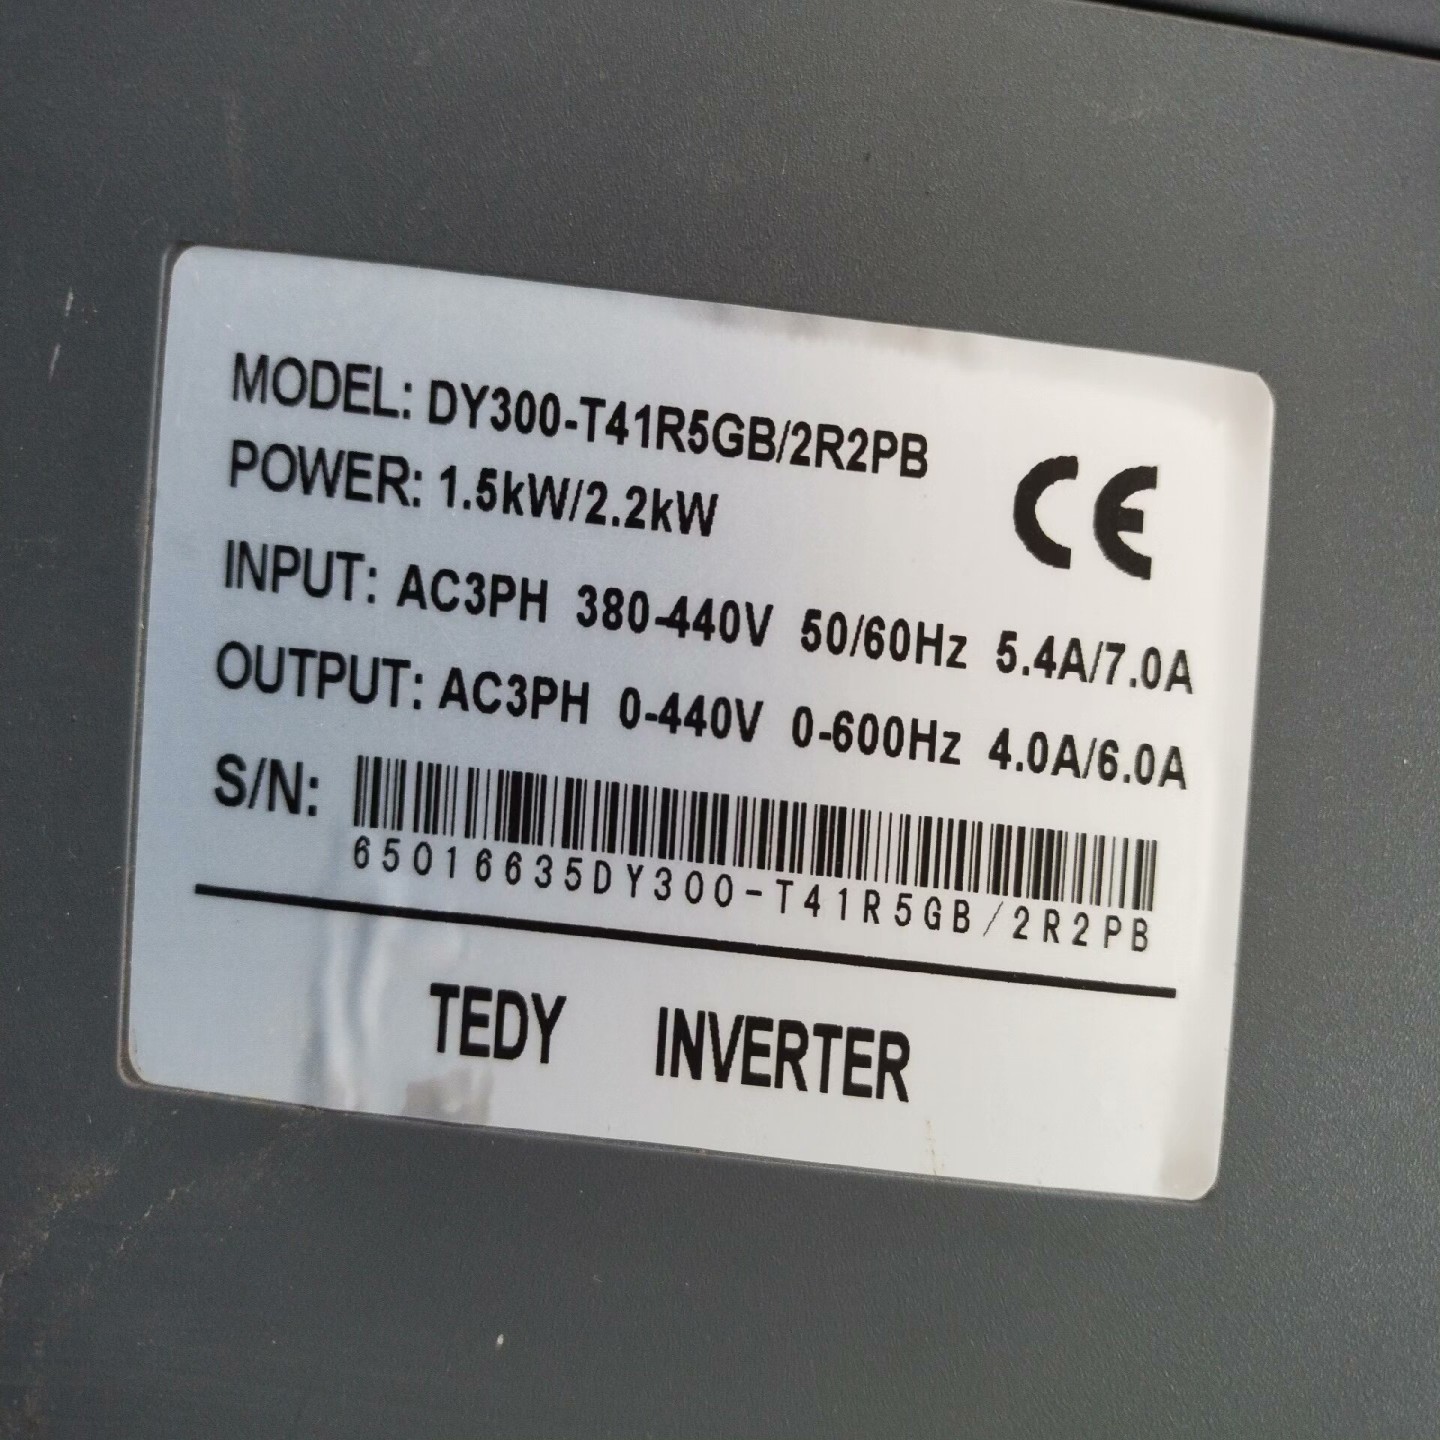 MODEL: DY300-T41R5GB/2R2PB
CE
POWER: 1.5kW/2.2kW
INPUT: AC3PH 380-440V 50/60Hz 5.4A/7.0A
OUTPUT: AC3PH 0-440V 0-600Hz 4.0A/6.0A
S/N:
65016635DY300-T41R5GB/2R2PB
TEDY INVERTER